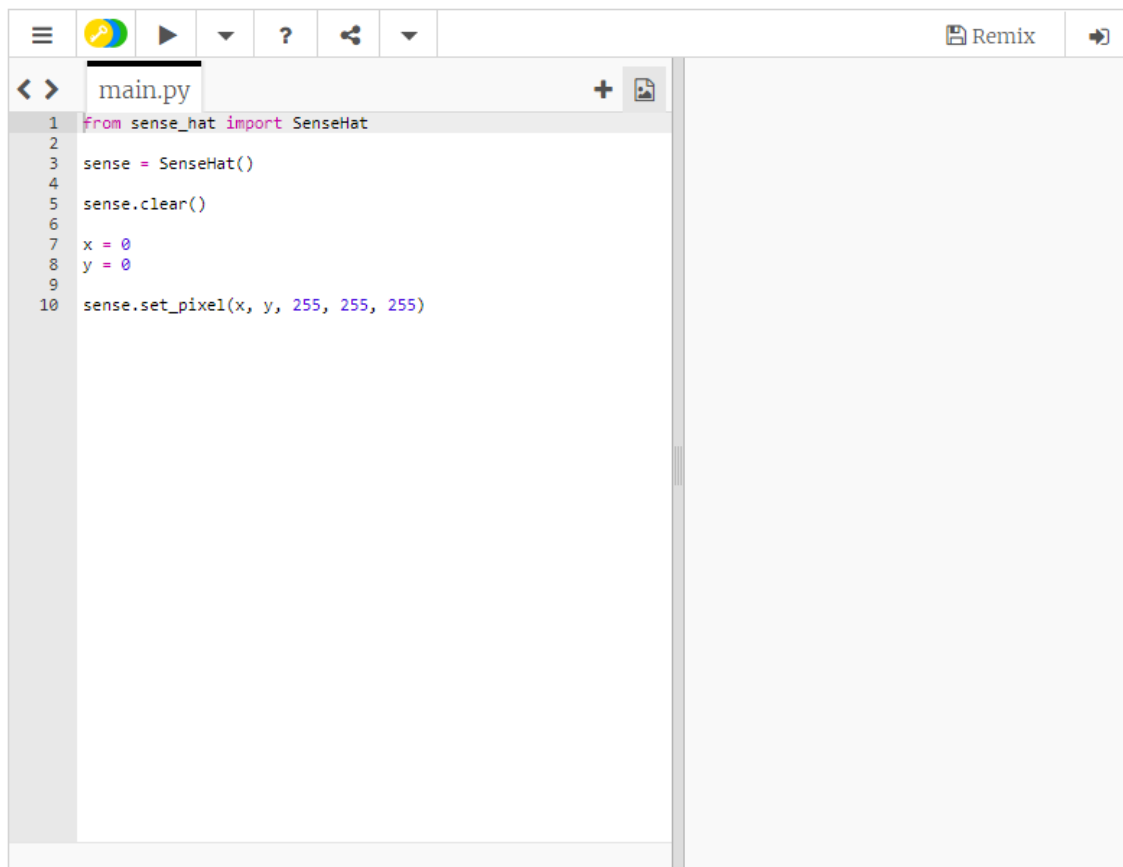 ?
Remix
main.py
1 from sense_hat import SenseHat
2
3 sense = SenseHat()
4
5 sense.clear()
6
7 x = 0
8 y = 0
9
10 sense.set_pixel(x, y, 255, 255, 255)